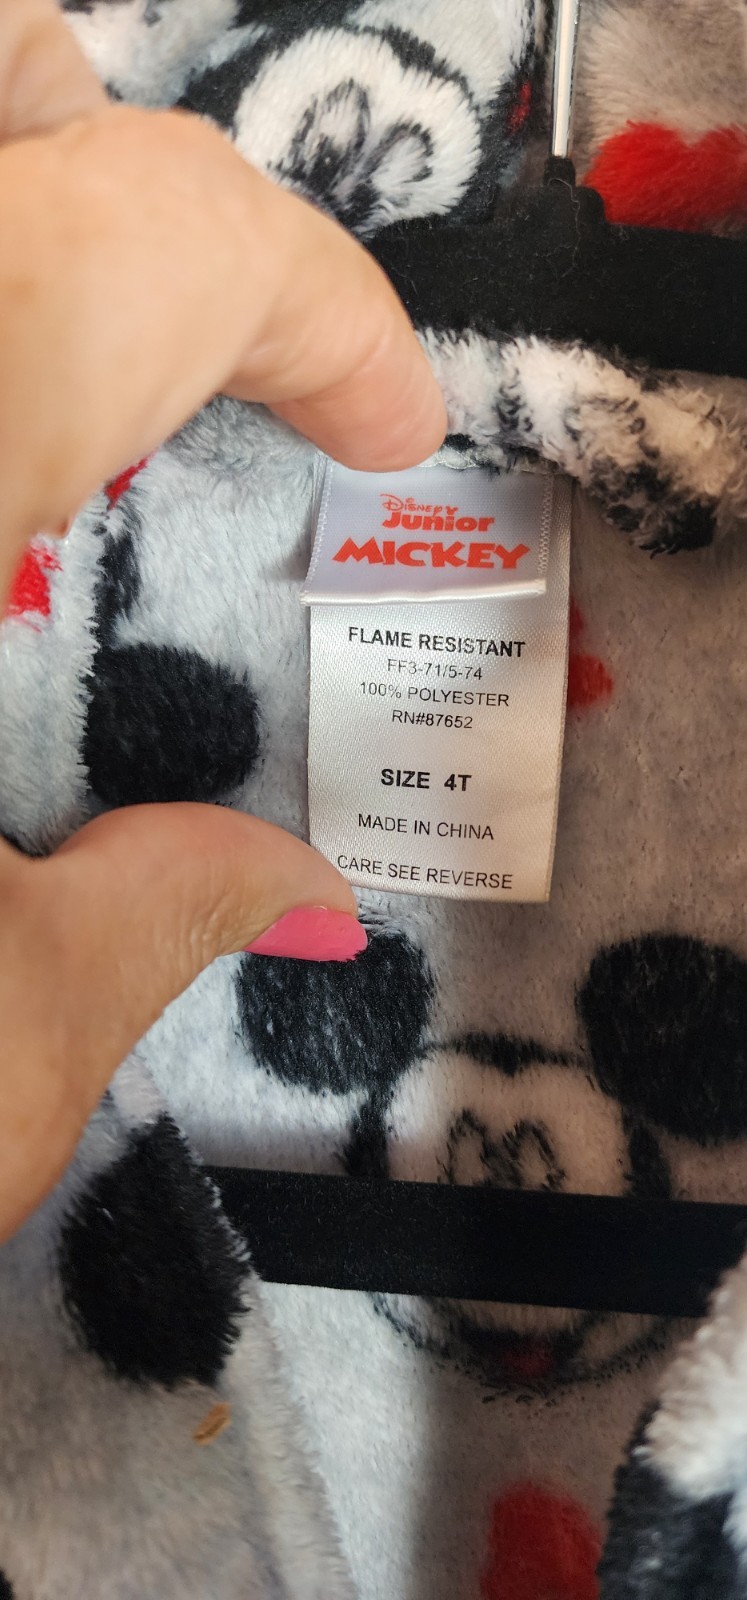 Disney
Junior
MICKEY
FLAME RESISTANT
FF3-71/5-74
100% POLYESTER
RN#87652
SIZE 4T
MADE IN CHINA
CARE SEE REVERSE